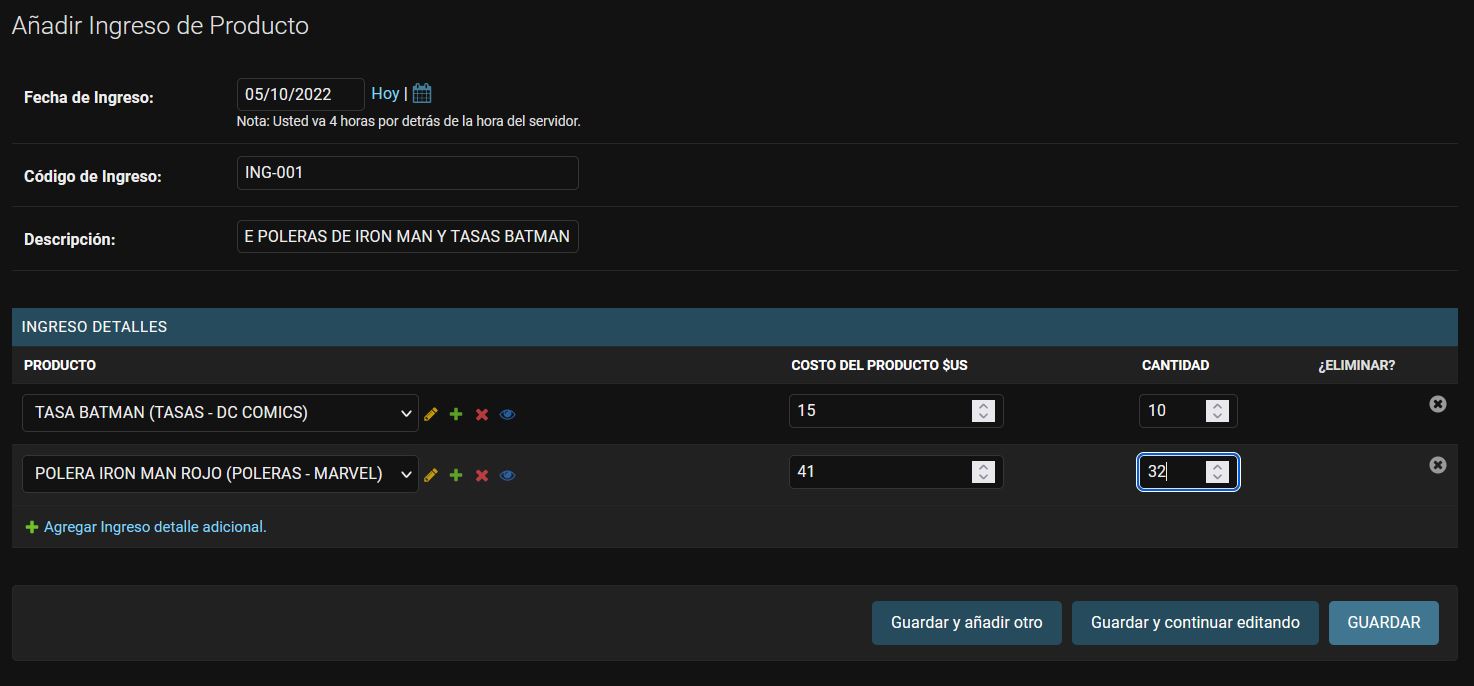 Añadir Ingreso de Producto
Fecha de Ingreso: 05/10/2022 Hoy |
Nota: Usted va 4 horas por detrás de la hora del servidor.
Código de Ingreso: ING-001
Descripción: E POLERAS DE IRON MAN Y TASAS BATMAN
INGRESO DETALLES
PRODUCTO COSTO DEL PRODUCTO $US CANTIDAD ¿ELIMINAR?
TASA BATMAN (TASAS - DC COMICS) 15 10
POLERA IRON MAN ROJO (POLERAS - MARVEL) 41 32
Agregar Ingreso detalle adicional.
Guardar y añadir otro Guardar y continuar editando GUARDAR